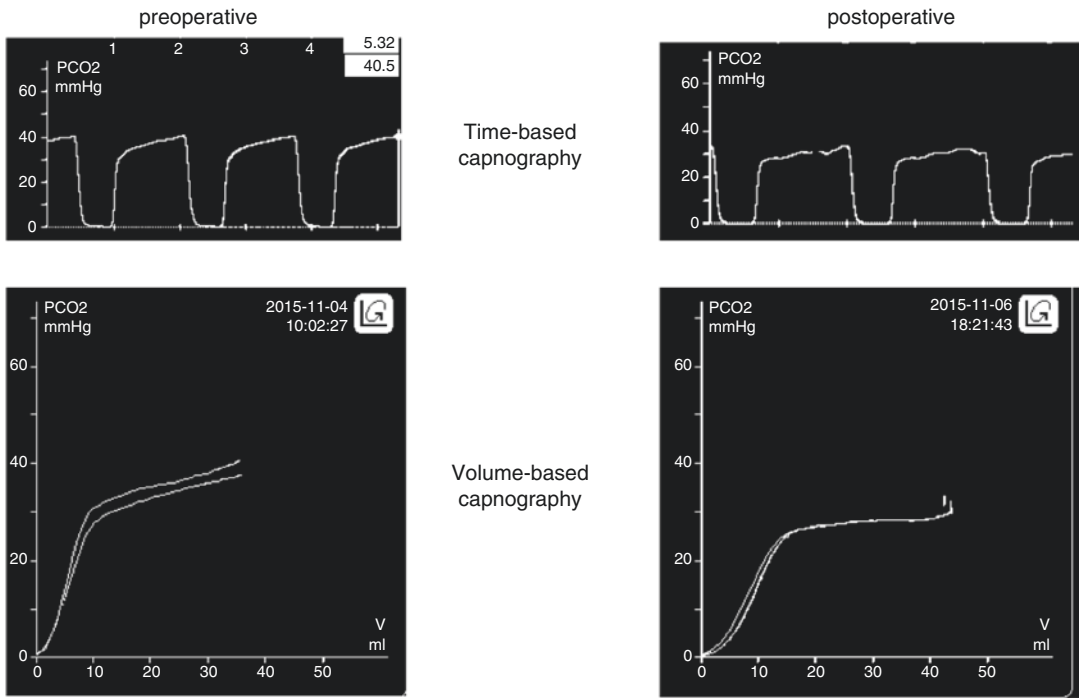 preoperative
postoperative
1 2 3 4
5.32
40.5
PCO2
mmHg
60
40
20
0
Time-based
capnography
PCO2
mmHg
60
40
20
0
PCO2
mmHg
2015-11-04
10:02:27
60
40
20
0
V
ml
0 10 20 30 40 50
Volume-based
capnography
PCO2
mmHg
2015-11-06
18:21:43
60
40
20
0
V
ml
0 10 20 30 40 50